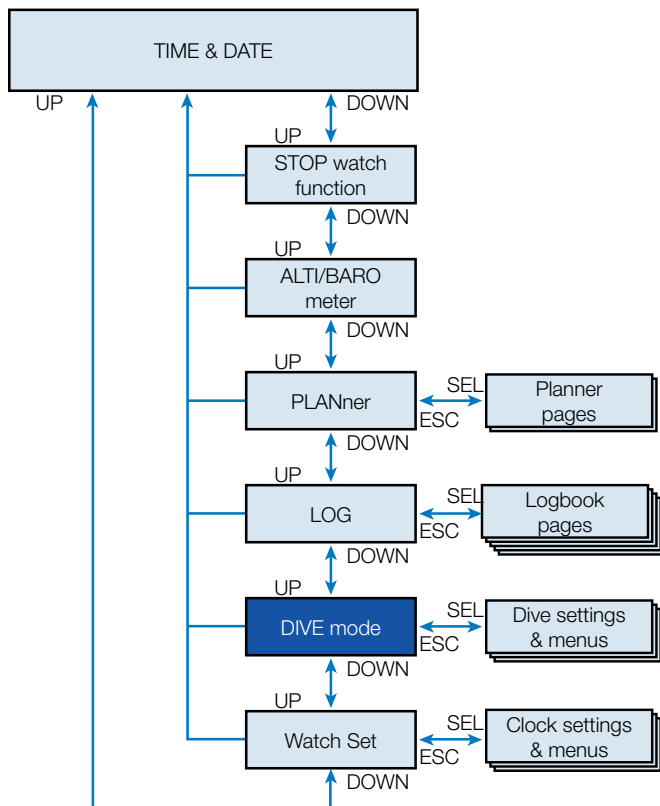 TIME & DATE
UP
DOWN
UP
STOP watch
function
DOWN
UP
ALTI/BARO
meter
DOWN
UP
PLANner
SEL
ESC
Planner
pages
DOWN
UP
LOG
SEL
ESC
Logbook
pages
DOWN
UP
DIVE mode
SEL
ESC
Dive settings
& menus
DOWN
UP
Watch Set
SEL
ESC
Clock settings
& menus
DOWN